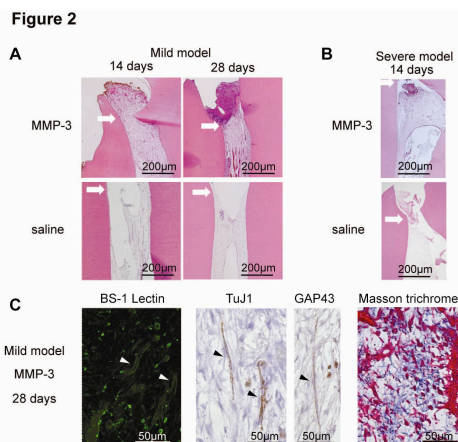 Figure 2
A
Mild model
14 days
28 days
MMP-3
200μm
200μm
saline
200μm
200μm
B
Severe model
14 days
MMP-3
200μm
saline
200μm
C
BS-1 Lectin
TuJ1
GAP43
Masson trichrome
Mild model
MMP-3
28 days
50μm
50μm
50μm
50μm